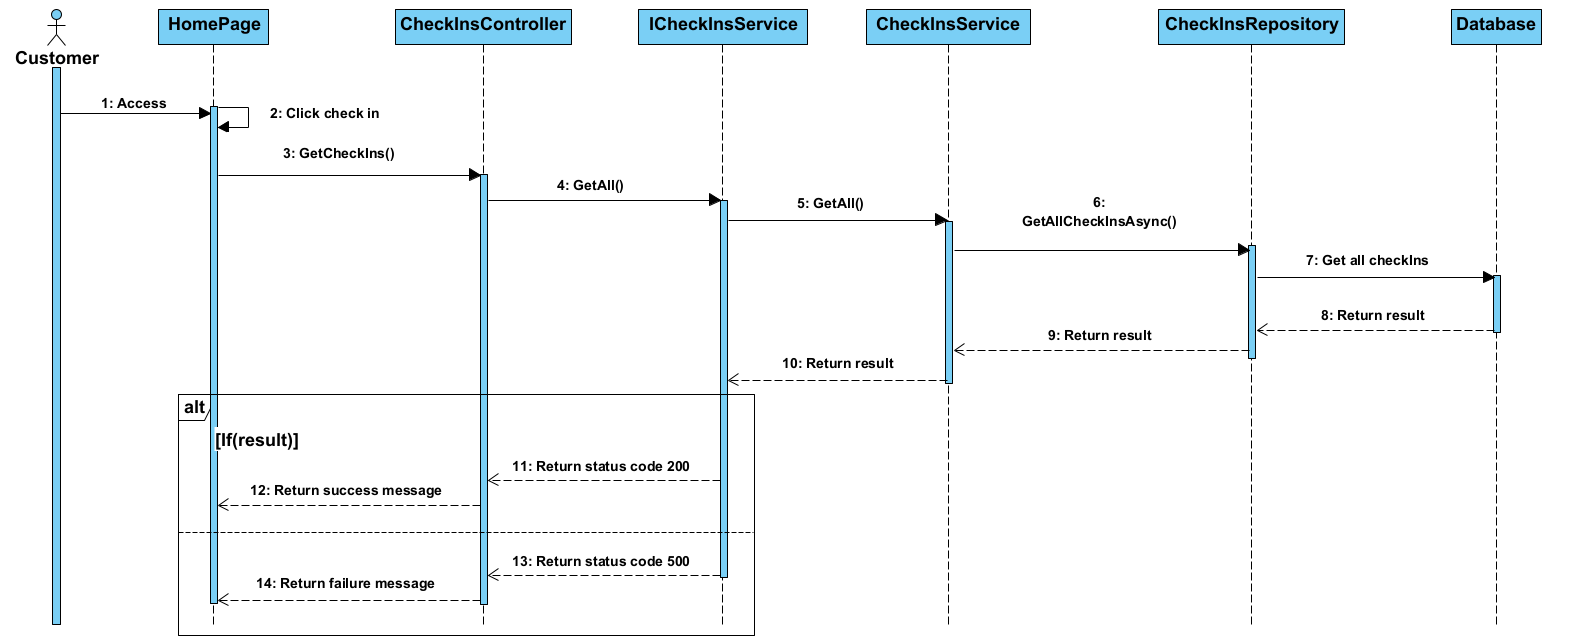 Customer
HomePage
CheckInsController
ICheckInsService
CheckInsService
CheckInsRepository
Database
1: Access
2: Click check in
3: GetCheckIns()
4: GetAll()
5: GetAll()
6:
GetAllCheckInsAsync()
7: Get all checkIns
8: Return result
9: Return result
10: Return result
alt
[If(result)]
11: Return status code 200
12: Return success message
13: Return status code 500
14: Return failure message